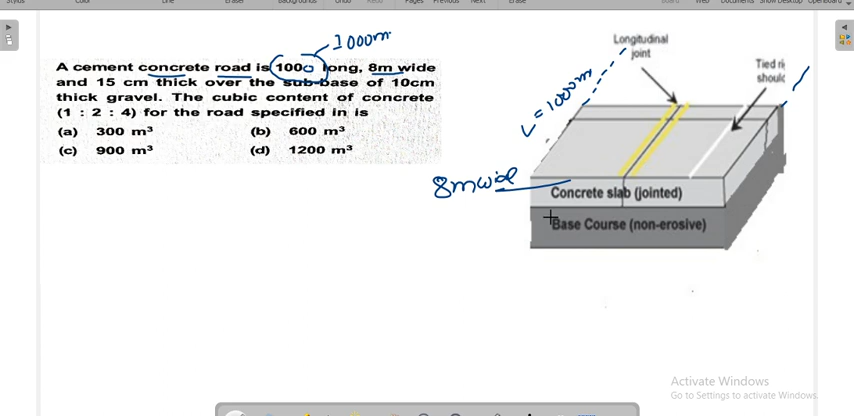 1000m
A cement concrete road is 1000 long, 8m wide
and 15 cm thick over the sub-base of 10cm
thick gravel. The cubic content of concrete
(1 : 2 : 4) for the road specified in is
(a) 300 m³ (b) 600 m³
(c) 900 m³ (d) 1200 m³
Longitudinal
joint
Tied
L = 1000m
8m wide
Concrete slab (jointed)
Base Course (non-erosive)
Activate Windows
Go to Settings to activate Windows.